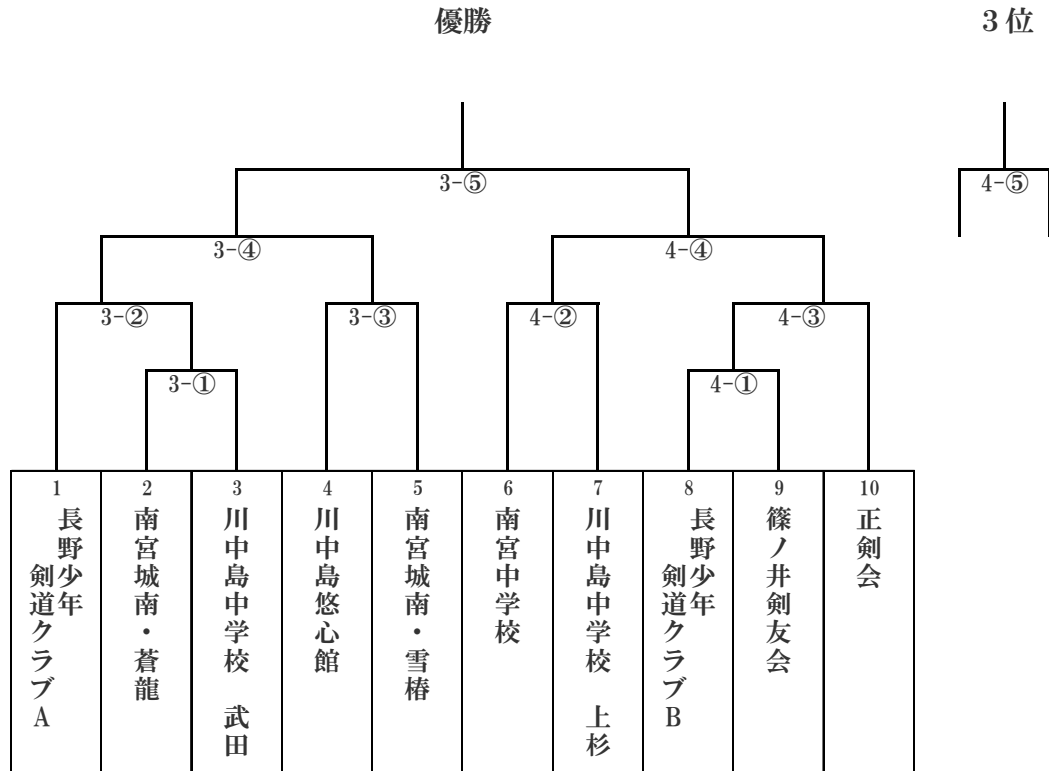 優勝
３位
3-⑤
4-⑤
3-④
4-④
3-②
3-③
4-②
4-③
3-①
4-①
1
2
3
4
5
6
7
8
9
10
長野少年
剣道クラブA
南宮城南・蒼龍
川中島中学校　武田
川中島悠心館
南宮城南・雪椿
南宮中学校
川中島中学校　上杉
長野少年
剣道クラブB
篠ノ井剣友会
正剣会